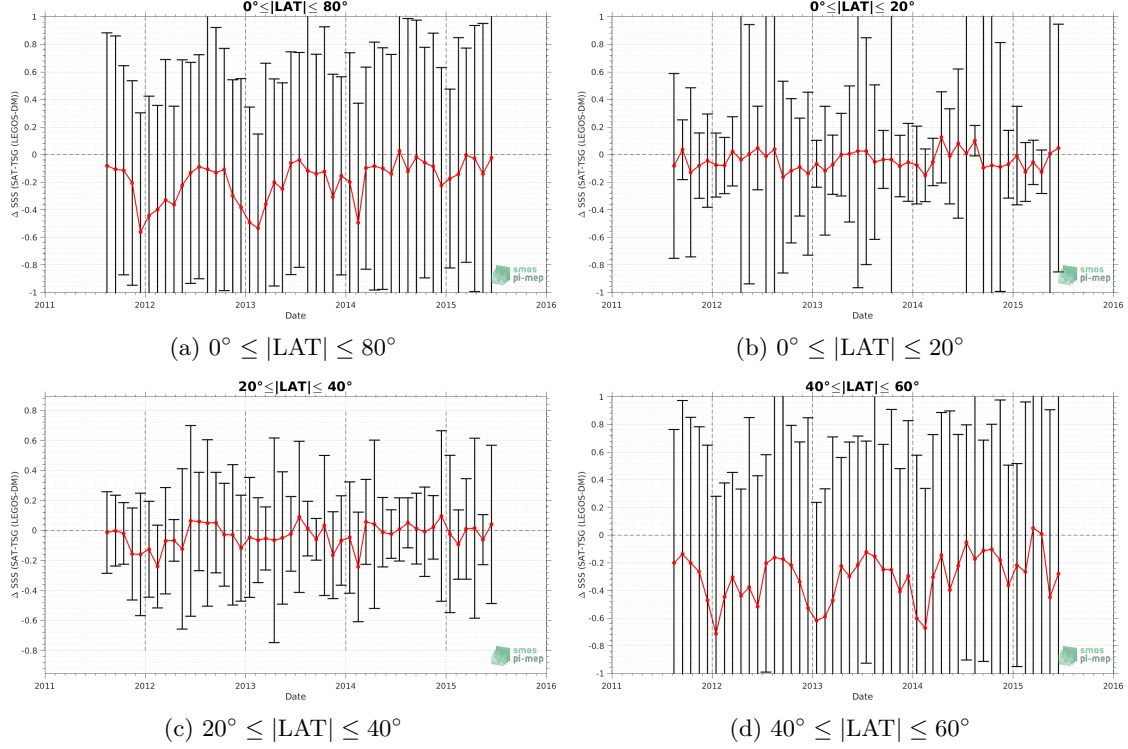 0°≤|LAT|≤ 80°
1
0.8
0.6
0.4
0.2
0
-0.2
-0.4
-0.6
-0.8
-1
Δ SSS (SAT-TSG (LEGOS-DM))
2011 2012 2013 2014 2015 2016
Date
smos
pi-mep
(a) 0° ≤ |LAT| ≤ 80°
0°≤|LAT|≤ 20°
1
0.8
0.6
0.4
0.2
0
-0.2
-0.4
-0.6
-0.8
-1
Δ SSS (SAT-TSG (LEGOS-DM))
2011 2012 2013 2014 2015 2016
Date
smos
pi-mep
(b) 0° ≤ |LAT| ≤ 20°
20°≤|LAT|≤ 40°
0.8
0.6
0.4
0.2
0
-0.2
-0.4
-0.6
-0.8
Δ SSS (SAT-TSG (LEGOS-DM))
2011 2012 2013 2014 2015 2016
Date
smos
pi-mep
(c) 20° ≤ |LAT| ≤ 40°
40°≤|LAT|≤ 60°
1
0.8
0.6
0.4
0.2
0
-0.2
-0.4
-0.6
-0.8
-1
Δ SSS (SAT-TSG (LEGOS-DM))
2011 2012 2013 2014 2015 2016
Date
smos
pi-mep
(d) 40° ≤ |LAT| ≤ 60°